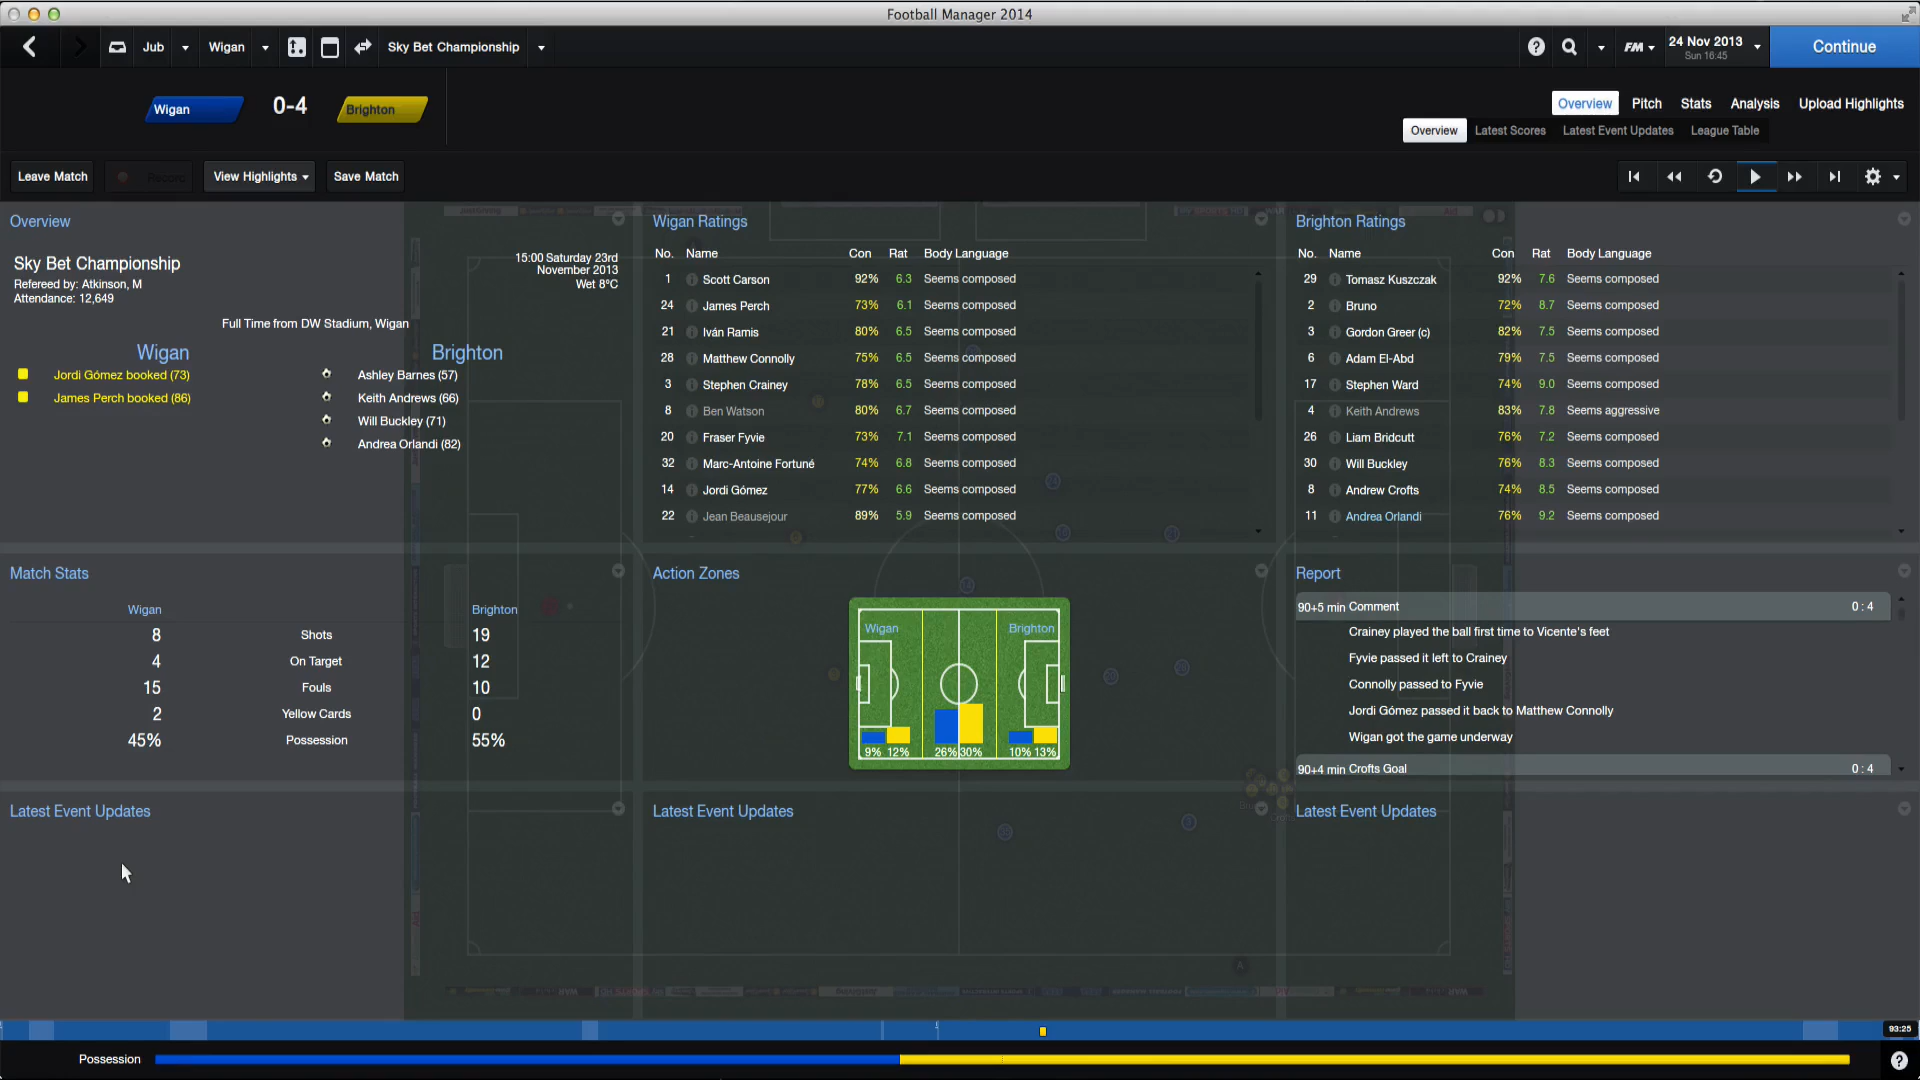 Football Manager 2014
Jub
Wigan
Sky Bet Championship
FM
24 Nov 2013
Sun 16:45
Continue
Wigan
0-4
Brighton
Overview
Pitch
Stats
Analysis
Upload Highlights
Overview
Latest Scores
Latest Event Updates
League Table
Leave Match
Record
View Highlights
Save Match
Overview
Sky Bet Championship
Refereed by: Atkinson, M
Attendance: 12,649
15:00 Saturday 23rd
November 2013
Wet 8°C
Full Time from DW Stadium, Wigan
Wigan
Brighton
Jordi Gómez booked (73)
Ashley Barnes (57)
James Perch booked (86)
Keith Andrews (66)
Will Buckley (71)
Andrea Orlandi (82)
Wigan Ratings
No. Name Con Rat Body Language
1 Scott Carson 92% 6.3 Seems composed
24 James Perch 73% 6.1 Seems composed
21 Iván Ramis 80% 6.5 Seems composed
28 Matthew Connolly 75% 6.5 Seems composed
3 Stephen Crainey 78% 6.5 Seems composed
8 Ben Watson 80% 6.7 Seems composed
20 Fraser Fyvie 73% 7.1 Seems composed
32 Marc-Antoine Fortuné 74% 6.8 Seems composed
14 Jordi Gómez 77% 6.6 Seems composed
22 Jean Beausejour 89% 5.9 Seems composed
Brighton Ratings
No. Name Con Rat Body Language
29 Tomasz Kuszczak 92% 7.6 Seems composed
2 Bruno 72% 8.7 Seems composed
3 Gordon Greer (c) 82% 7.5 Seems composed
6 Adam El-Abd 79% 7.5 Seems composed
17 Stephen Ward 74% 9.0 Seems composed
4 Keith Andrews 83% 7.8 Seems aggressive
26 Liam Bridcutt 76% 7.2 Seems composed
30 Will Buckley 76% 8.3 Seems composed
8 Andrew Crofts 74% 8.5 Seems composed
11 Andrea Orlandi 76% 9.2 Seems composed
Match Stats
Wigan Brighton
8 Shots 19
4 On Target 12
15 Fouls 10
2 Yellow Cards 0
45% Possession 55%
Action Zones
Wigan
Brighton
9% 12% 26% 30% 10% 13%
Report
90+5 min Comment 0 : 4
Crainey played the ball first time to Vicente's feet
Fyvie passed it left to Crainey
Connolly passed to Fyvie
Jordi Gómez passed it back to Matthew Connolly
Wigan got the game underway
90+4 min Crofts Goal 0 : 4
Latest Event Updates
Latest Event Updates
Latest Event Updates
93:25
Possession